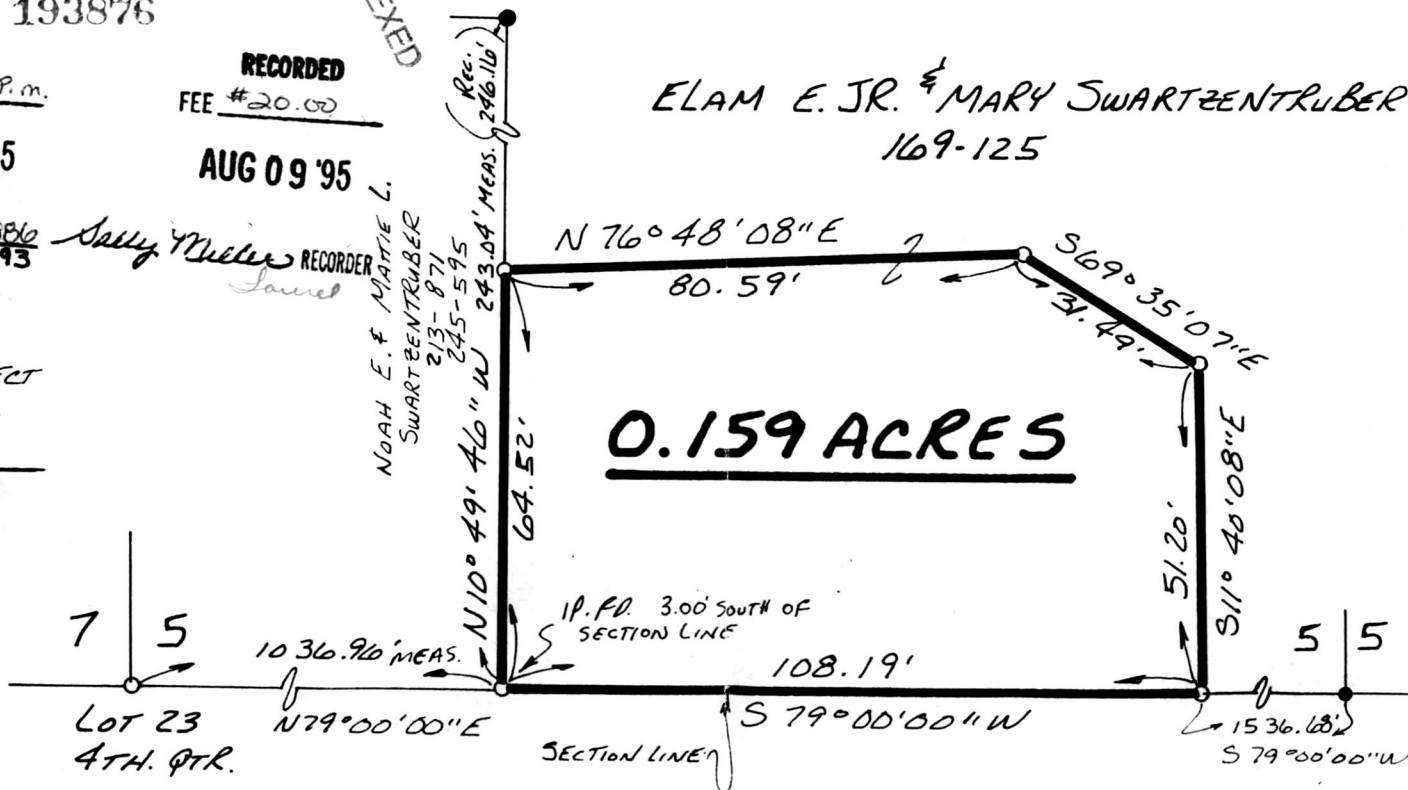 193876
EXED
RECORDED
P.m.
FEE #20.00
5
AUG 09 '95
93
Sally Miller RECORDER
ECT
Rec.
246.16'
243.04' MEAS.
ELAM E. JR. & MARY SWARTZENTRUBER
169-125
NOAH E. & MATIE L.
SWARTZENTRUBER
213-871
245-595
N 76° 48' 08" E
80.59'
S 69° 35' 07" E
31.49'
N 10° 49' 46" W
64.52'
0.159 ACRES
51.20'
S 11° 40' 08" E
I.P. FD. 3.00' SOUTH OF
SECTION LINE
7 5
1036.96' MEAS.
108.19'
5 5
LOT 23
4TH. QTR.
N 79° 00' 00" E
S 79° 00' 00" W
SECTION LINE
1536.68'
S 79° 00' 00" W